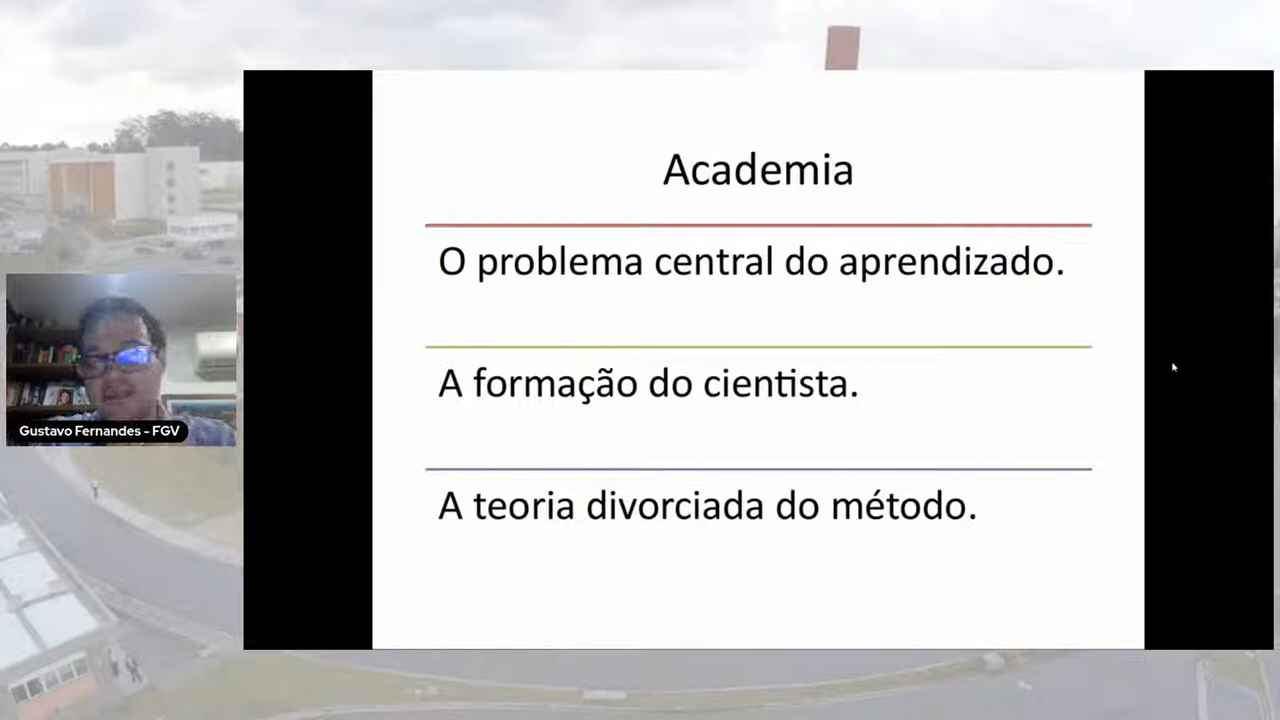 Academia
O problema central do aprendizado.
A formação do cientista.
A teoria divorciada do método.
Gustavo Fernandes - FGV